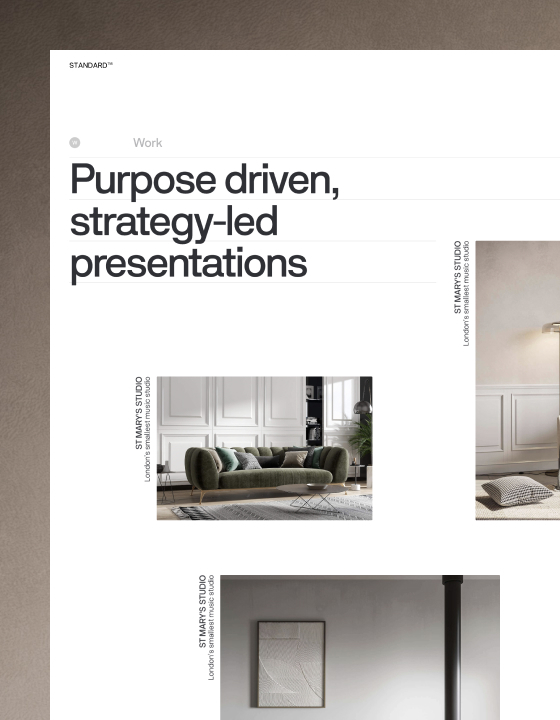 STANDARD™
Work
Purpose driven,
strategy-led
presentations
ST MARY'S STUDIO
London's smallest music studio
ST MARY'S STUDIO
London's smallest music studio
ST MARY'S STUDIO
London's smallest music studio